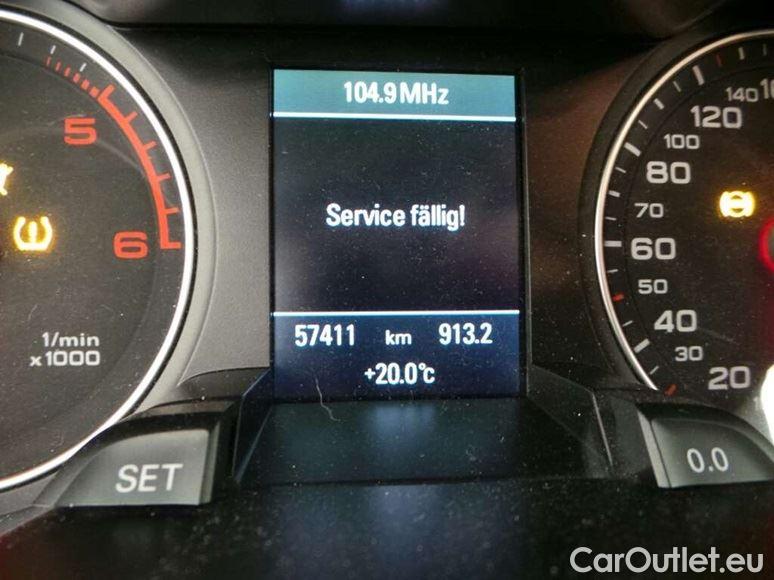 104.9 MHz
Service fällig!
57411 km 913.2
+20.0°c
5
6
1/min
x1000
SET
140
120
100
80
70
60
50
40
30
20
0.0
CarOutlet.eu